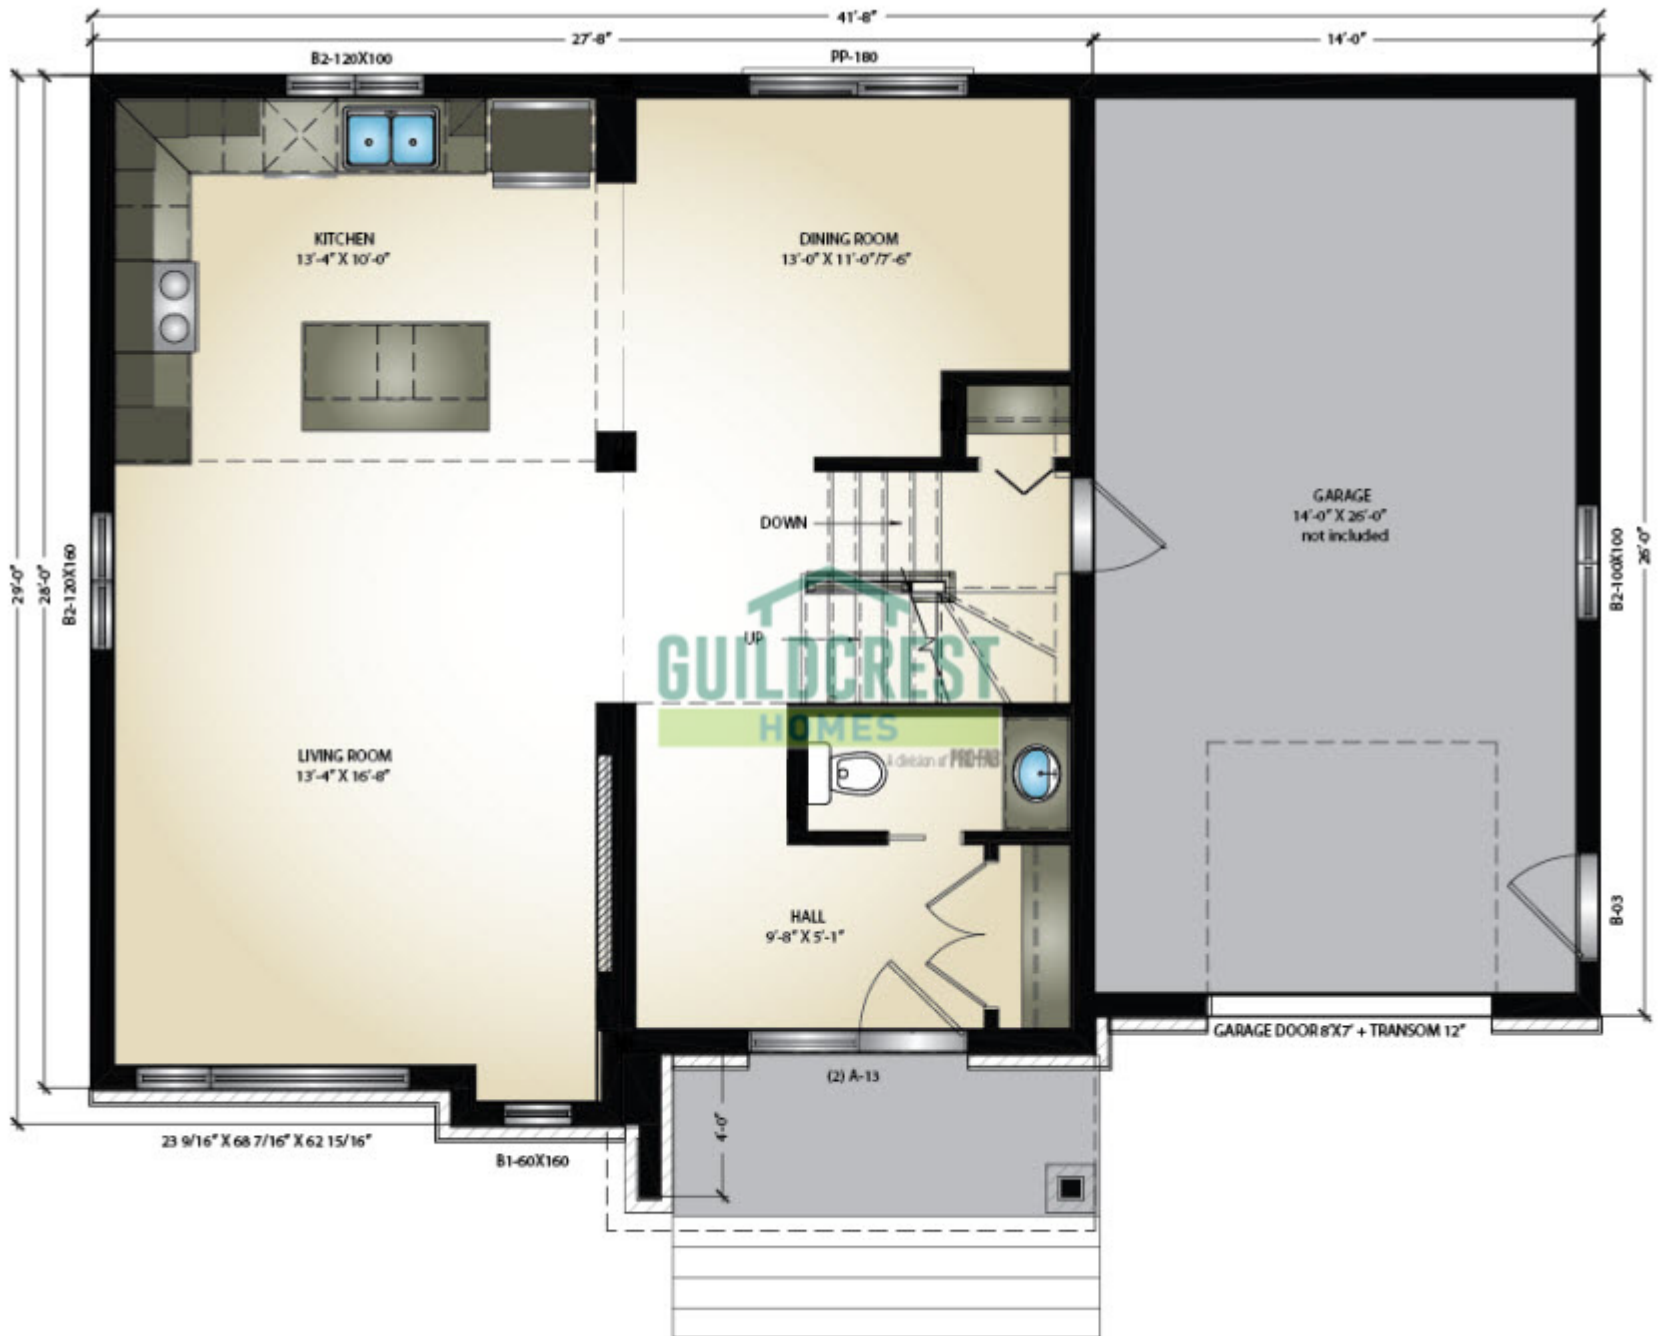 41'-8"
27'-8"
14'-0"
B2-120X100
PP-180
KITCHEN
13'-4" X 10'-0"
DINING ROOM
13'-0" X 11'-0"/7'-6"
29'-0"
28'-0"
B2-120X160
DOWN
GARAGE
14'-0" X 26'-0"
not included
B2-100X100
26'-0"
UP
GUILDCREST
HOMES
A division of PRO-FAB
LIVING ROOM
13'-4" X 16'-8"
HALL
9'-8" X 5'-1"
B-03
GARAGE DOOR 8'X7' + TRANSOM 12"
(2) A-13
4'-0"
23 9/16" X 68 7/16" X 62 15/16"
B1-60X160